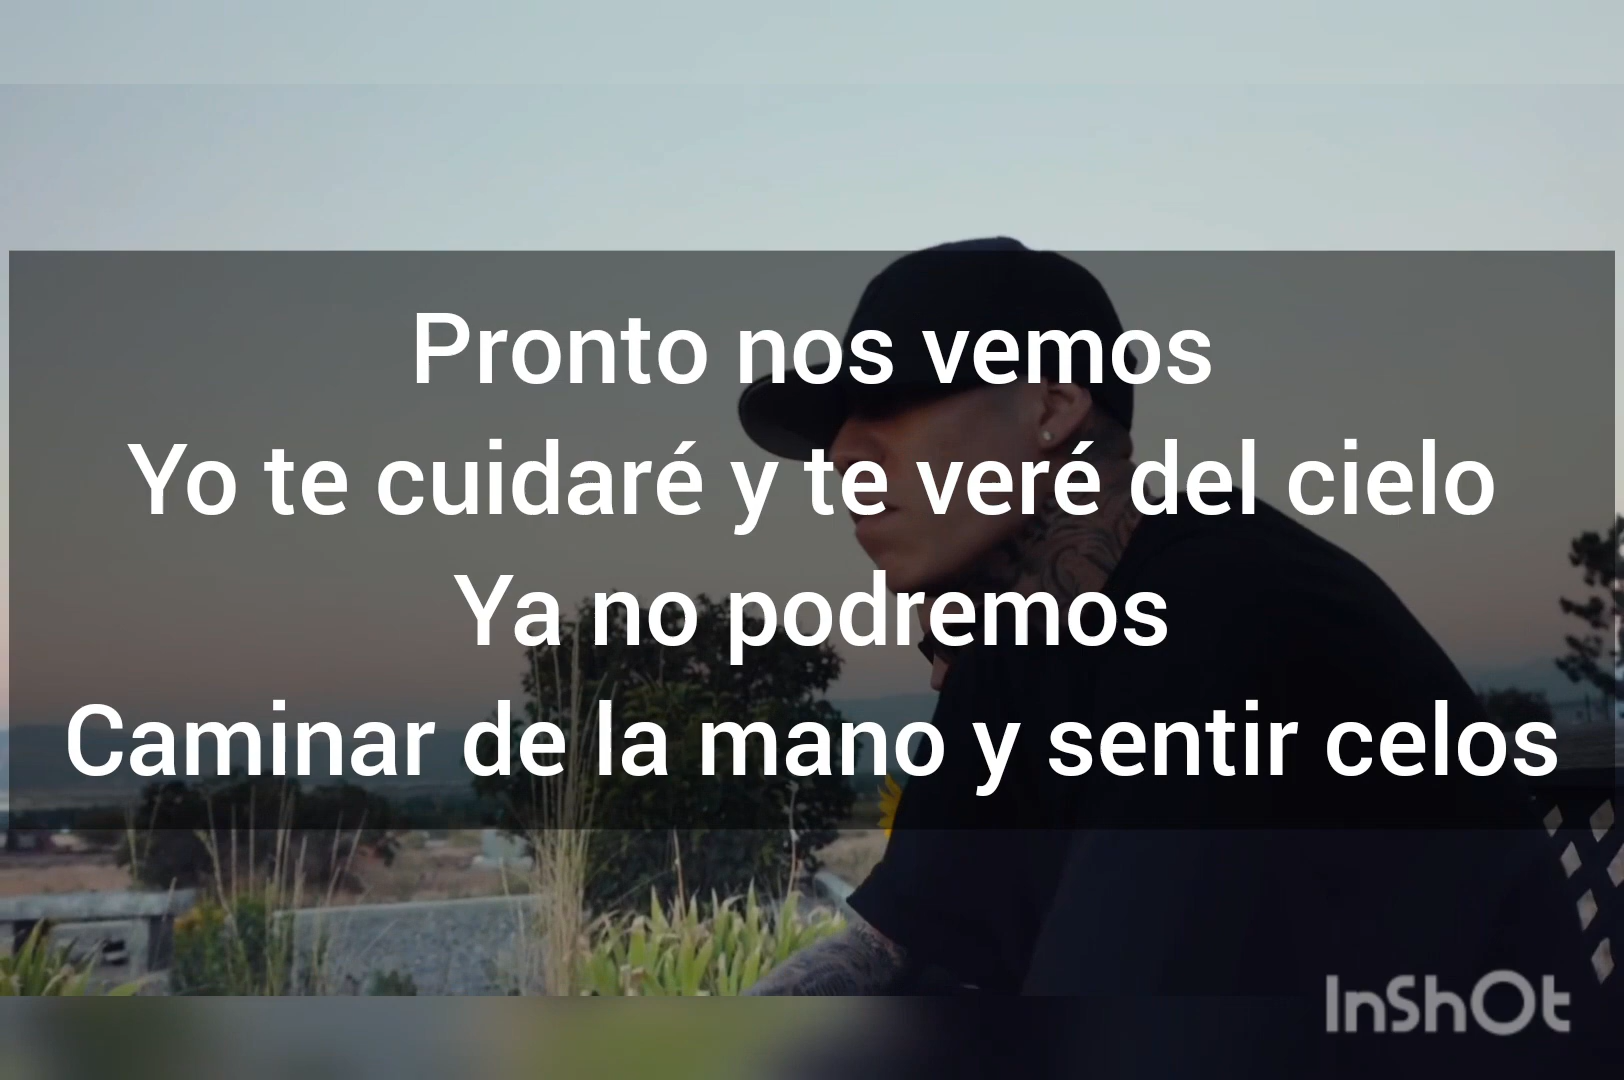 Pronto nos vemos
Yo te cuidaré y te veré del cielo
Ya no podremos
Caminar de la mano y sentir celos
InShOt